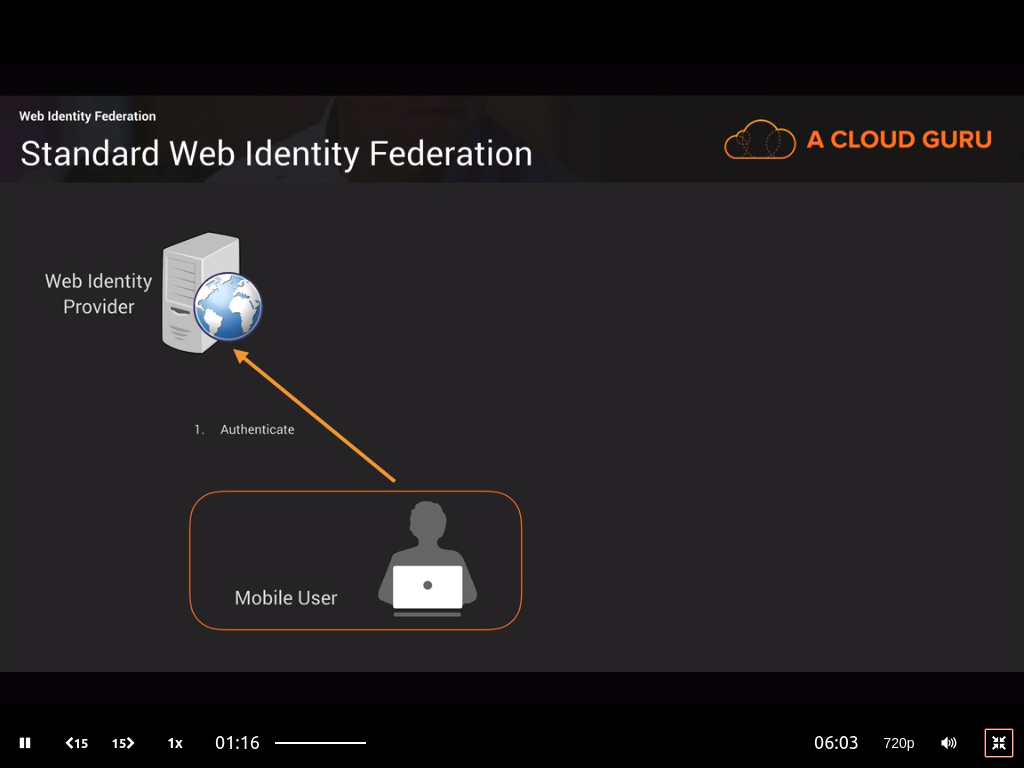 Web Identity Federation
Standard Web Identity Federation
A CLOUD GURU
Web Identity
Provider
1. Authenticate
Mobile User
15 15 1x 01:16 06:03 720p